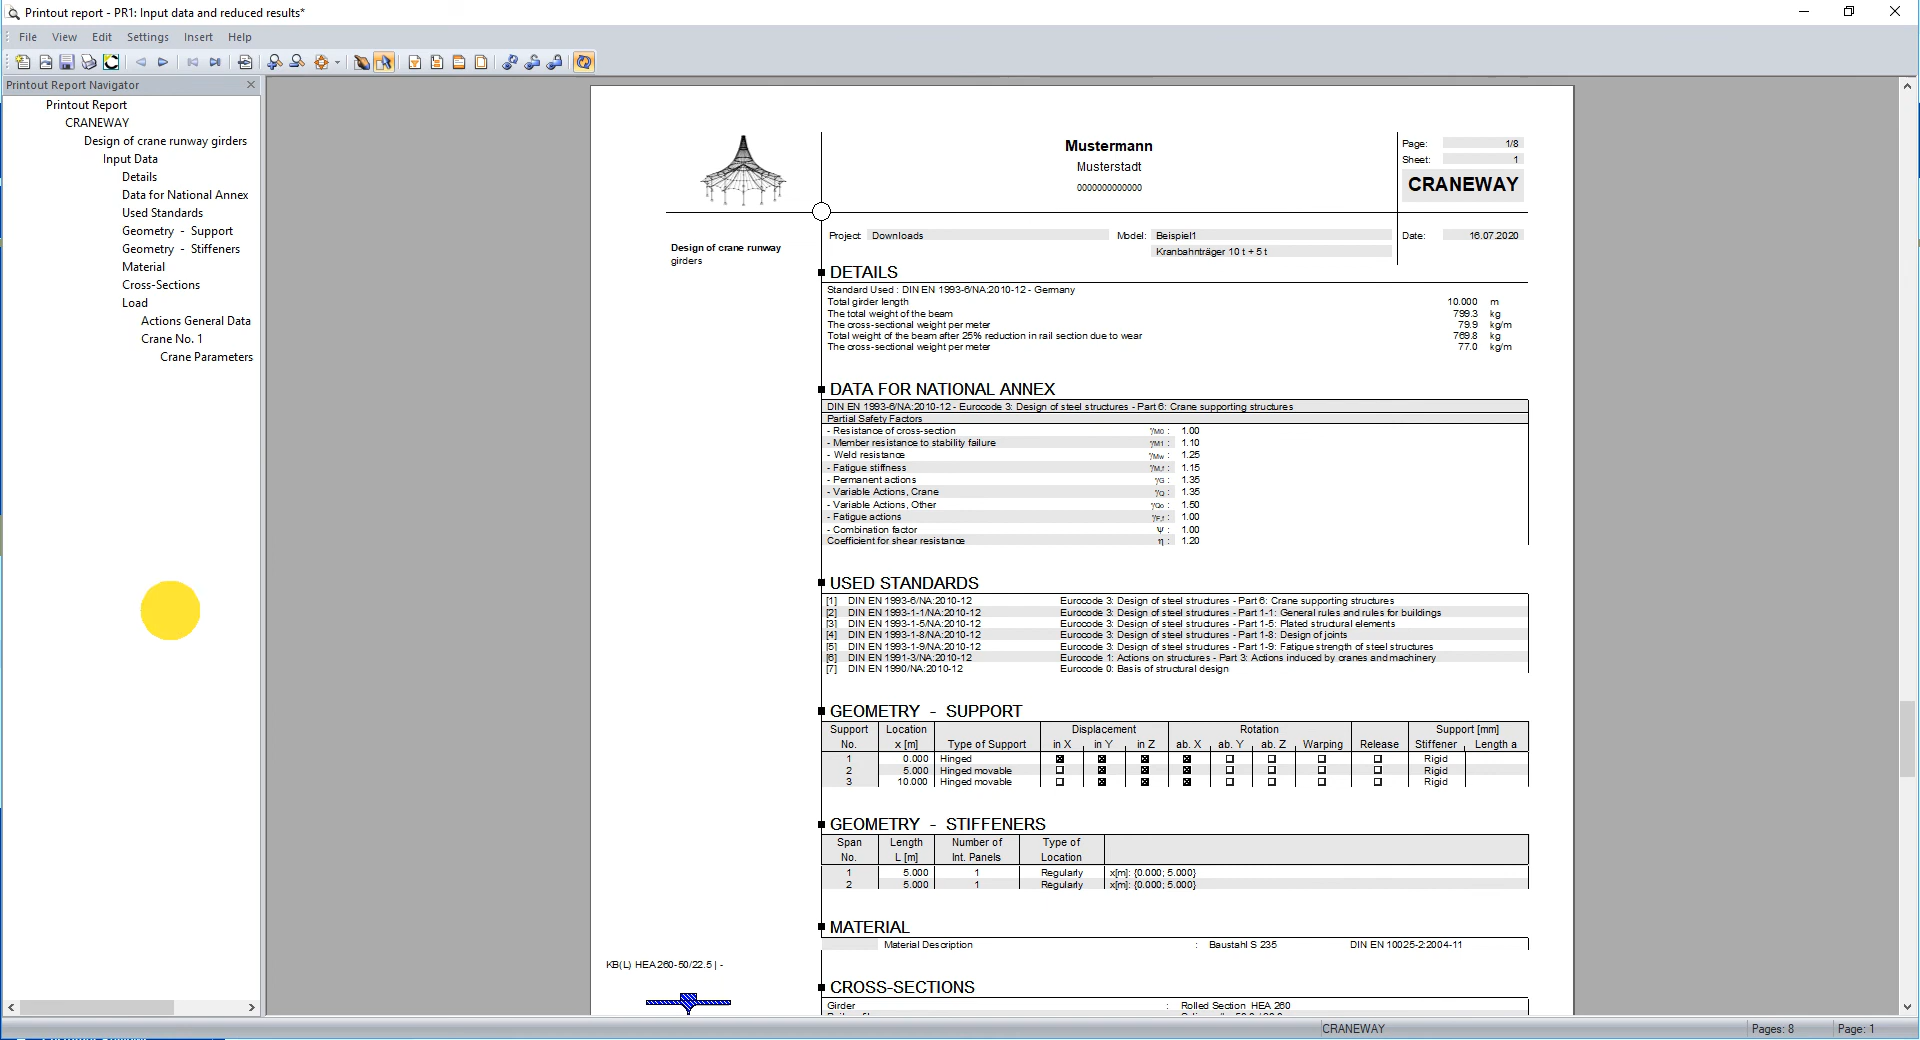 Printout report - PR1: Input data and reduced results*
File View Edit Settings Insert Help
Printout Report Navigator
Printout Report
CRANEWAY
Design of crane runway girders
Input Data
Details
Data for National Annex
Used Standards
Geometry - Support
Geometry - Stiffeners
Material
Cross-Sections
Load
Actions General Data
Crane No. 1
Crane Parameters
Mustermann
Musterstadt
0000000000000
Page: 1/8
Sheet: 1
CRANEWAY
Project: Downloads Model: Beispiel1 Date: 16.07.2020
Kranbahnträger 10 t + 5 t
Design of crane runway
girders
DETAILS
Standard Used : DIN EN 1993-6/NA:2010-12 - Germany
Total girder length 10.000 m
The total weight of the beam 799.3 kg
The cross-sectional weight per meter 79.9 kg/m
Total weight of the beam after 25% reduction in rail section due to wear 769.8 kg
The cross-sectional weight per meter 77.0 kg/m
DATA FOR NATIONAL ANNEX
DIN EN 1993-6/NA:2010-12 - Eurocode 3: Design of steel structures - Part 6: Crane supporting structures
Partial Safety Factors
- Resistance of cross-section γM0 : 1.00
- Member resistance to stability failure γM1 : 1.10
- Weld resistance γMw : 1.25
- Fatigue stiffness γM,f : 1.15
- Permanent actions γG : 1.35
- Variable Actions, Crane γQ : 1.35
- Variable Actions, Other γQo : 1.50
- Fatigue actions γF,f : 1.00
- Combination factor Ψ : 1.00
Coefficient for shear resistance η : 1.20
USED STANDARDS
[1] DIN EN 1993-6/NA:2010-12 Eurocode 3: Design of steel structures - Part 6: Crane supporting structures
[2] DIN EN 1993-1-1/NA:2010-12 Eurocode 3: Design of steel structures - Part 1-1: General rules and rules for buildings
[3] DIN EN 1993-1-5/NA:2010-12 Eurocode 3: Design of steel structures - Part 1-5: Plated structural elements
[4] DIN EN 1993-1-8/NA:2010-12 Eurocode 3: Design of steel structures - Part 1-8: Design of joints
[5] DIN EN 1993-1-9/NA:2010-12 Eurocode 3: Design of steel structures - Part 1-9: Fatigue strength of steel structures
[6] DIN EN 1991-3/NA:2010-12 Eurocode 1: Actions on structures - Part 3: Actions induced by cranes and machinery
[7] DIN EN 1990/NA:2010-12 Eurocode 0: Basis of structural design
GEOMETRY - SUPPORT
Support Location Displacement Rotation Support [mm]
No. x [m] Type of Support in X in Y in Z ab. X ab. Y ab. Z Warping Release Stiffener Length a
1 0.000 Hinged Rigid
2 5.000 Hinged movable Rigid
3 10.000 Hinged movable Rigid
GEOMETRY - STIFFENERS
Span Length Number of Type of
No. L [m] Int. Panels Location
1 5.000 1 Regularly x[m]: {0.000; 5.000}
2 5.000 1 Regularly x[m]: {0.000; 5.000}
MATERIAL
Material Description : Baustahl S 235 DIN EN 10025-2:2004-11
KB(L) HEA260-50/22.5 | -
CROSS-SECTIONS
Girder : Rolled Section HEA 260
CRANEWAY Pages: 8 Page: 1